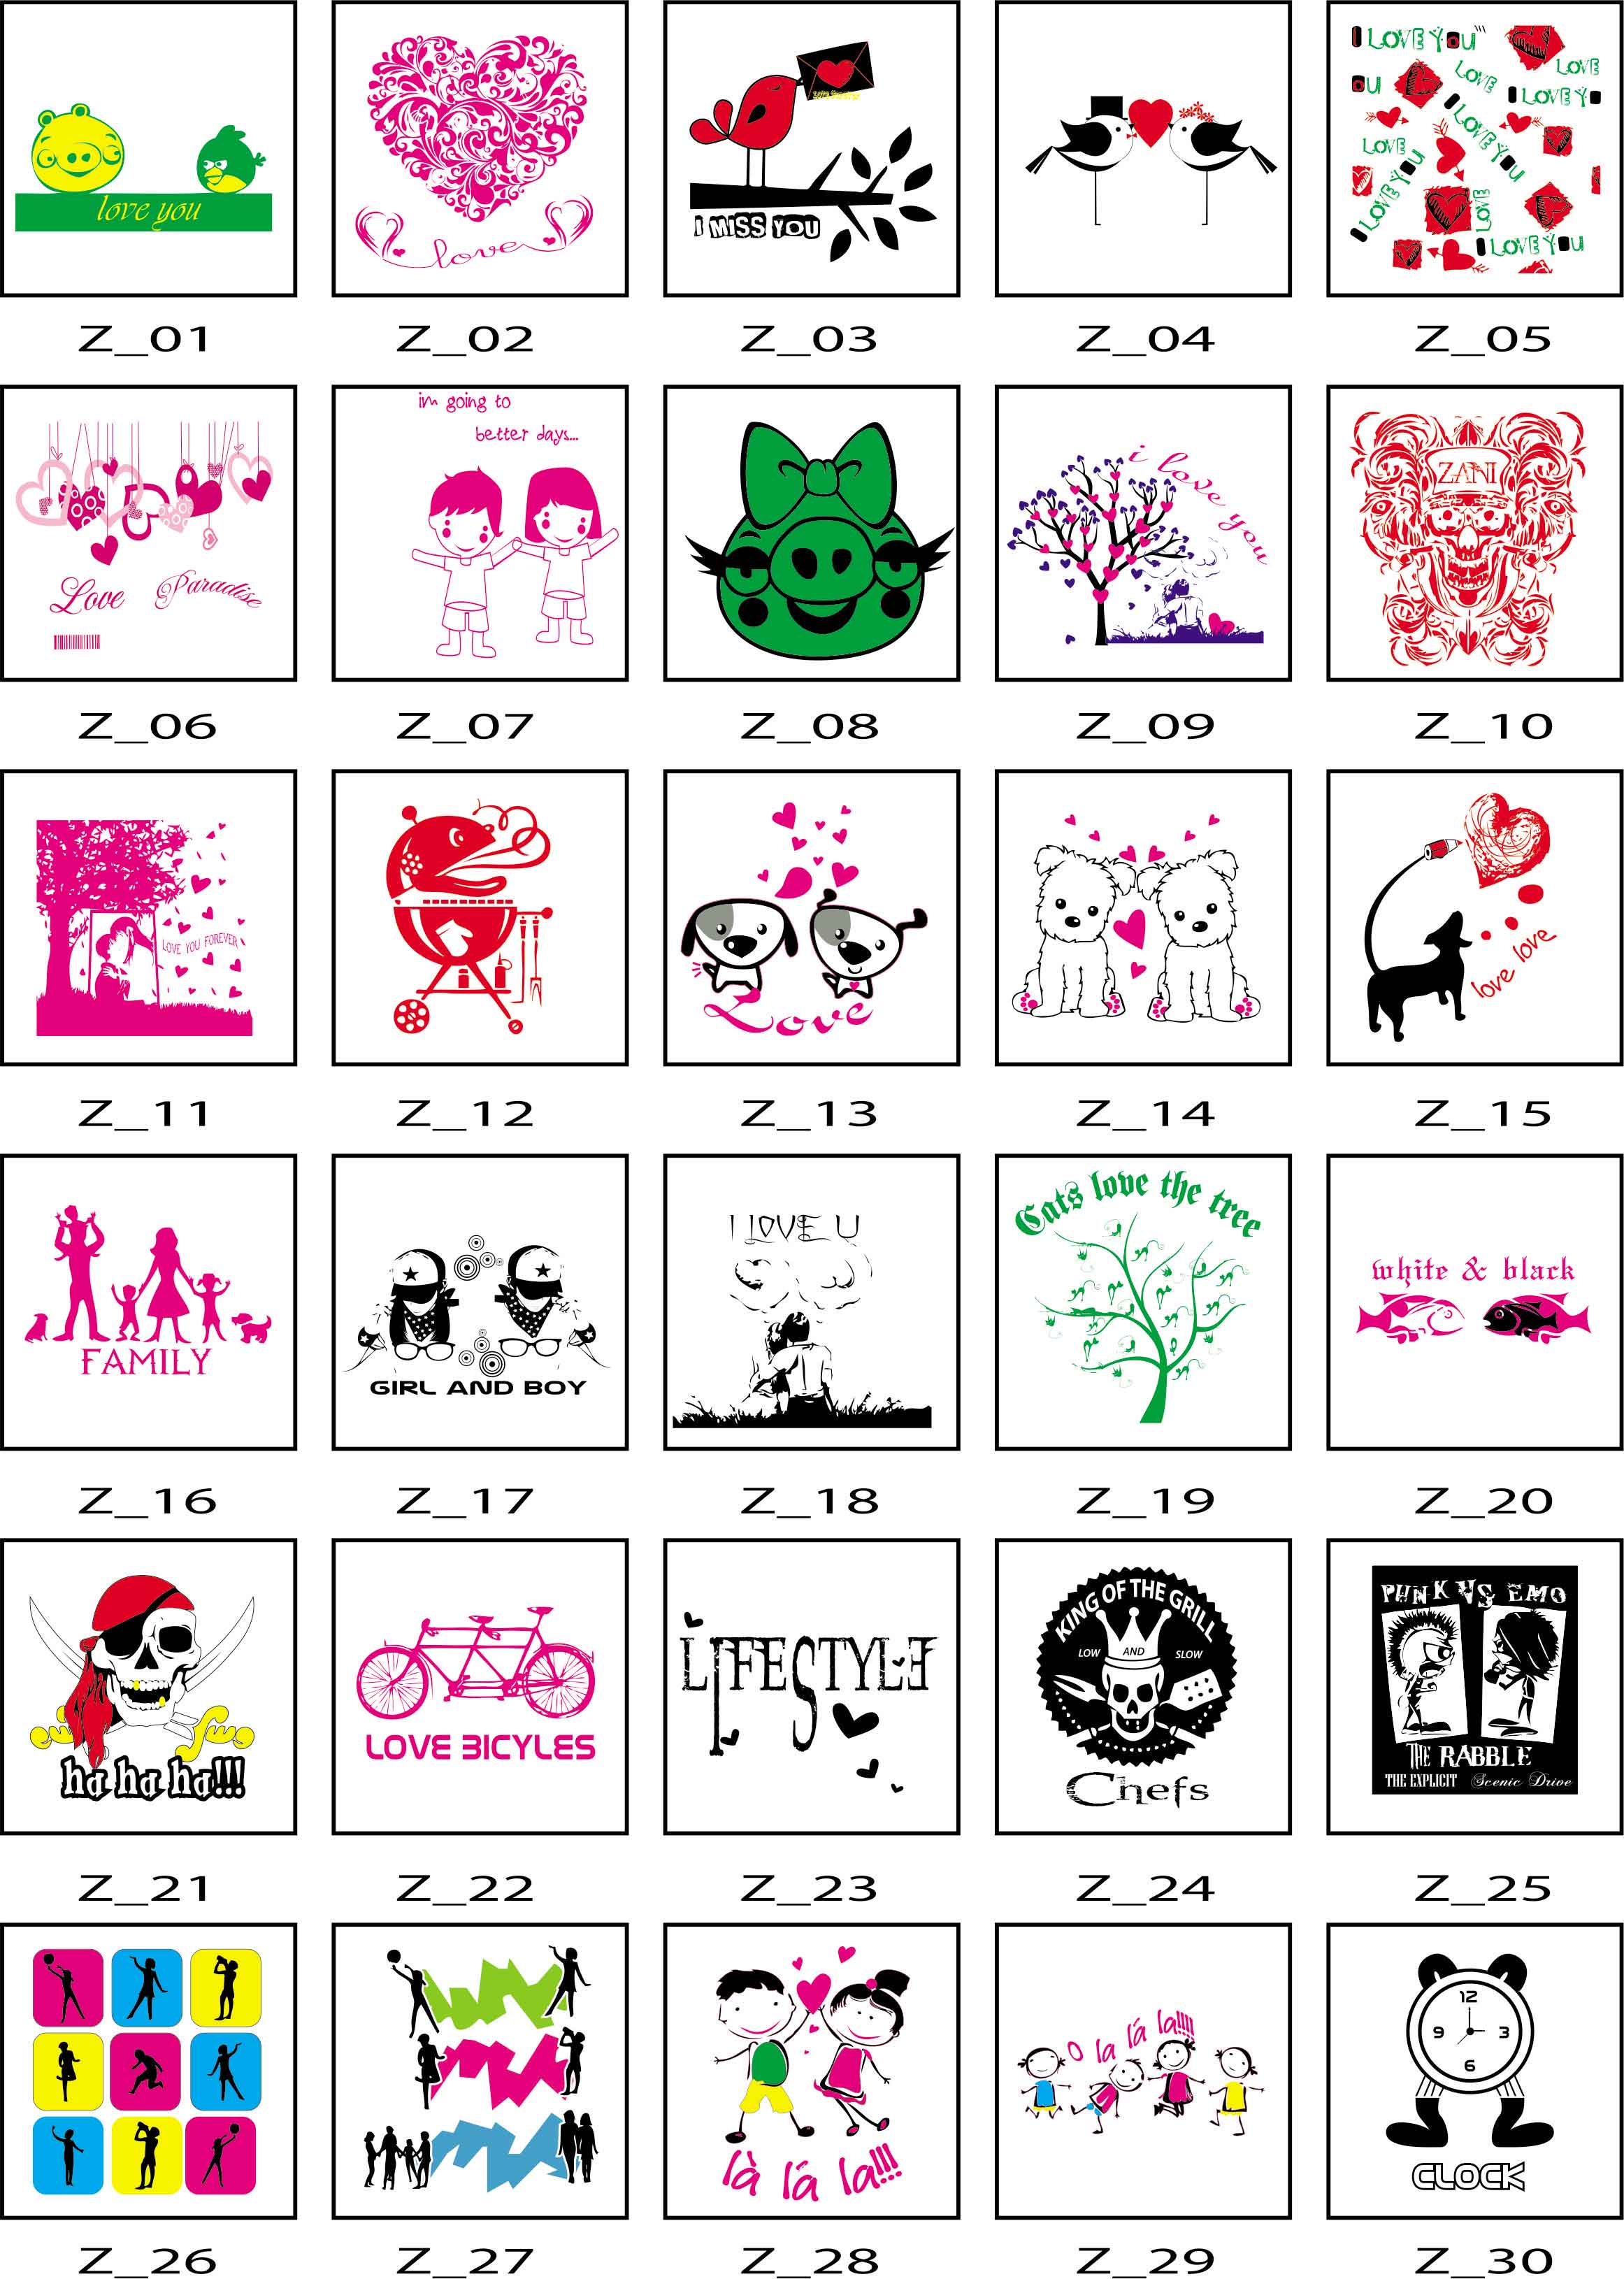 love you
Z_01
love
Z_02
I MISS YOU
Z_03
Z_04
I LOVE YOU
LOVE
LOVE
OU
I LOVE YO
LOVE
I LOVE YOU
I LOVE YOU
LOVE
I LOVE YOU
Z_05
Love Paradise
Z_06
im going to
better days...
Z_07
Z_08
i love you
Z_09
ZANI
Z_10
LOVE YOU FOREVER
Z_11
Z_12
Love
Z_13
Z_14
love love
Z_15
FAMILY
Z_16
GIRL AND BOY
Z_17
I LOVE U
Z_18
Cats love the tree
Z_19
white & black
Z_20
ha ha ha!!!
Z_21
LOVE BICYLES
Z_22
LIFESTYLE
Z_23
KING OF THE GRILL
LOW AND SLOW
Chefs
Z_24
PUNK VS EMO
THE RABBLE
THE EXPLICIT Scenic Drive
Z_25
Z_26
Z_27
là lá la!!!
Z_28
O la lá la!!!!
Z_29
12
9 3
6
CLOCK
Z_30